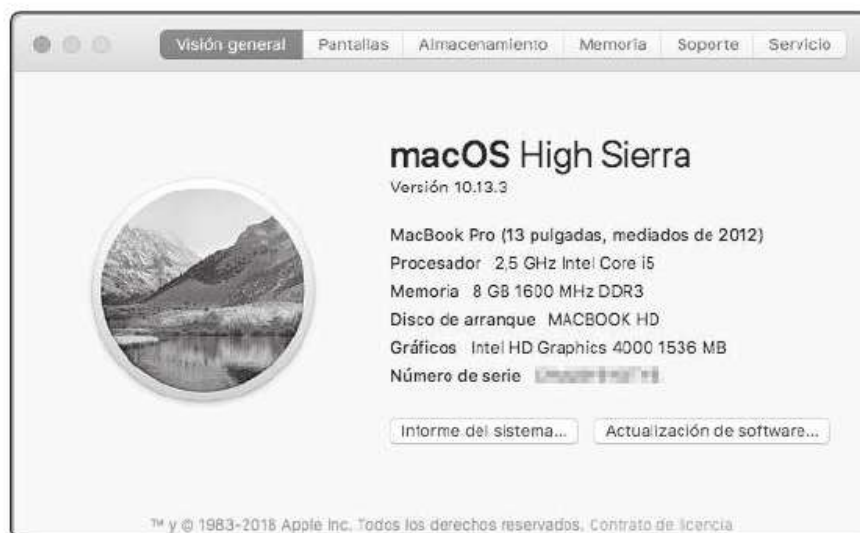 Visión general Pantallas Almacenamiento Memoria Soporte Servicio
macOS High Sierra
Versión 10.13.3
MacBook Pro (13 pulgadas, mediados de 2012)
Procesador 2,5 GHz Intel Core i5
Memoria 8 GB 1600 MHz DDR3
Disco de arranque MACBOOK HD
Gráficos Intel HD Graphics 4000 1536 MB
Número de serie
Informe del sistema... Actualización de software...
™ y © 1983-2018 Apple Inc. Todos los derechos reservados. Contrato de licencia